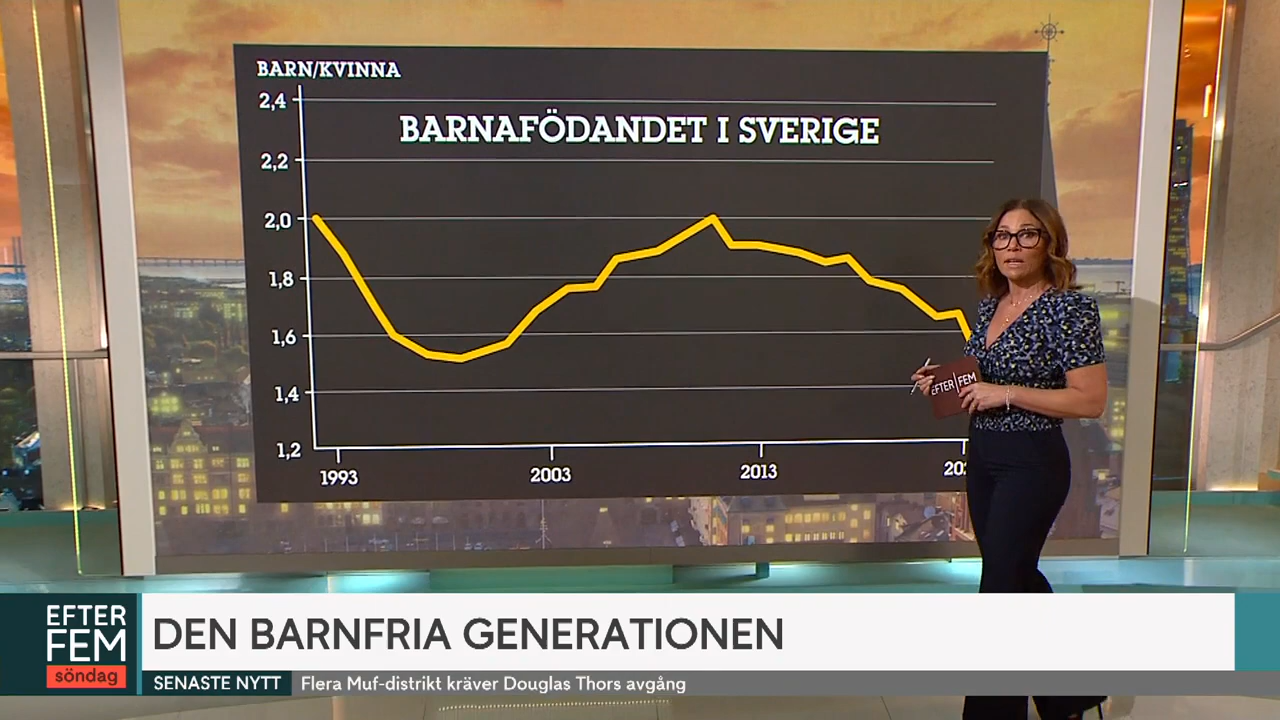 BARN/KVINNA
BARNAFÖDANDET I SVERIGE
2,4
2,2
2,0
1,8
1,6
1,4
1,2
1993
2003
2013
EFTER FEM
EFTER
FEM
söndag
DEN BARNFRIA GENERATIONEN
SENASTE NYTT
Flera Muf-distrikt kräver Douglas Thors avgång